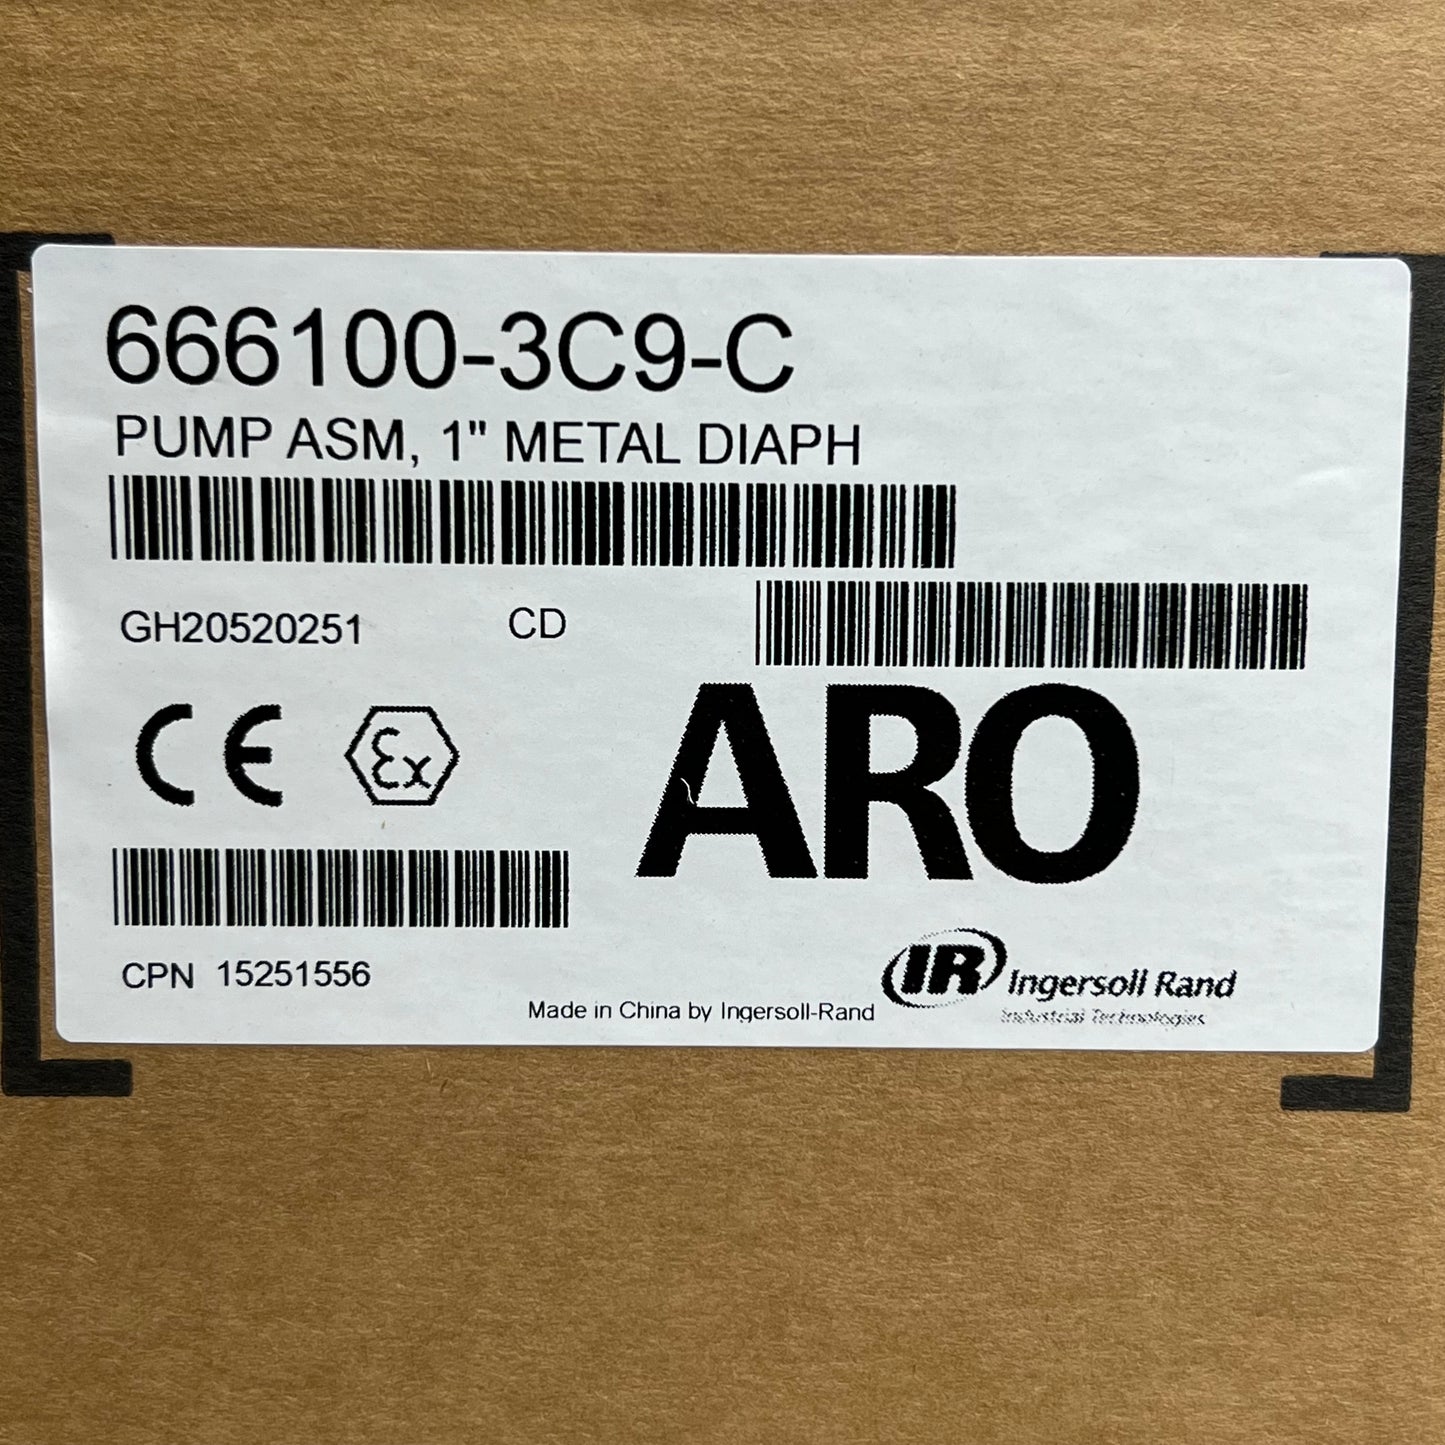 666100-3C9-C
PUMP ASM, 1" METAL DIAPH
GH20520251 CD
CE Ex
ARO
CPN 15251556
IR Ingersoll Rand
Industrial Technologies
Made in China by Ingersoll-Rand